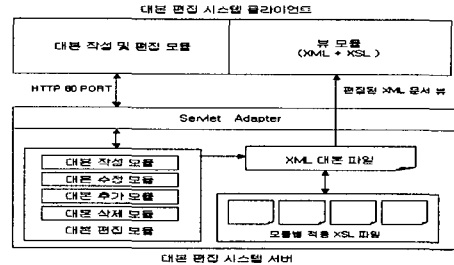 대본 편집 시스템 클라이언트
대본 작성 및 편집 모듈
뷰 모듈
(XML + XSL )
HTTP 80 PORT
편집된 XML 문서 뷰
Servlet Adapter
대본 작성 모듈
대본 수정 모듈
대본 추가 모듈
대본 삭제 모듈
대본 편집 모듈
XML 대본 파일
모듈별 적용 XSL 파일
대본 편집 시스템 서버